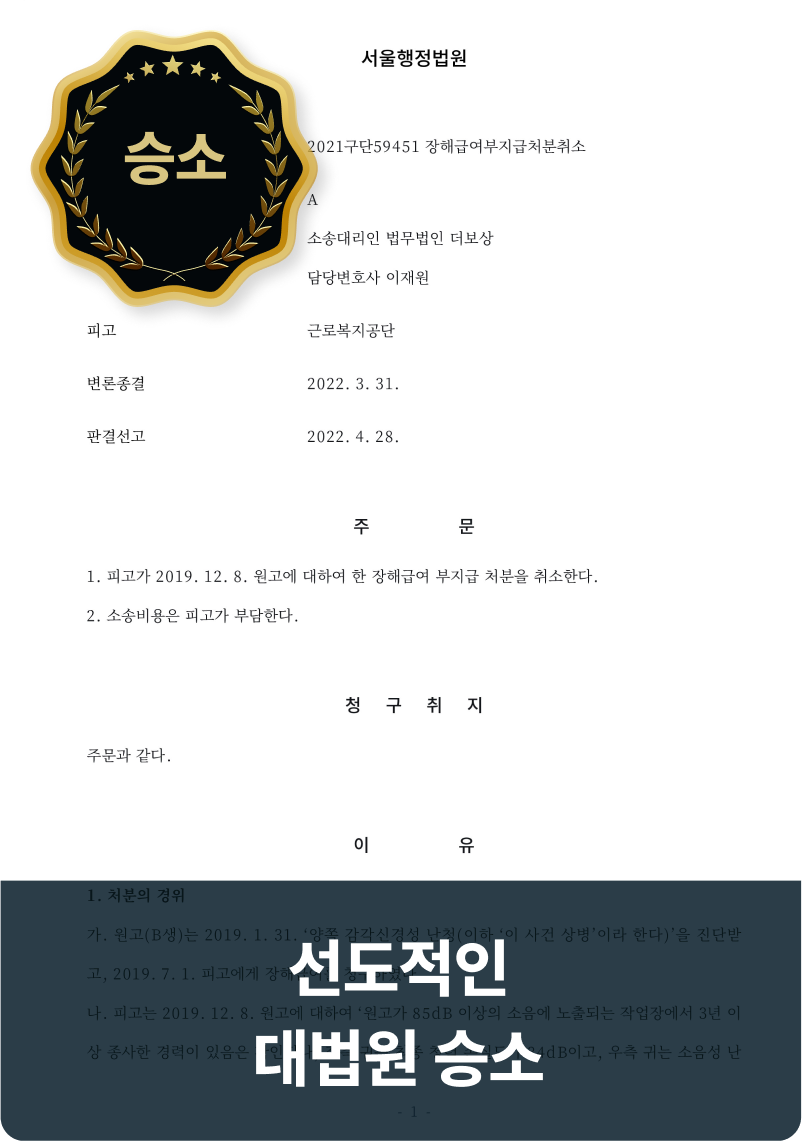 서울행정법원
승소
2021구단59451 장해급여부지급처분취소
A
소송대리인 법무법인 더보상
담당변호사 이재원
피고 근로복지공단
변론종결 2022. 3. 31.
판결선고 2022. 4. 28.
주 문
1. 피고가 2019. 12. 8. 원고에 대하여 한 장해급여 부지급 처분을 취소한다.
2. 소송비용은 피고가 부담한다.
청 구 취 지
주문과 같다.
이 유
1. 처분의 경위
가. 원고(B생)는 2019. 1. 31. ‘양쪽 감각신경성 난청(이하 ‘이 사건 상병’이라 한다)’을 진단받
고, 2019. 7. 1. 피고에게 장해
나. 피고는 2019. 12. 8. 원고에 대하여 ‘원고가 85dB 이상의 소음에 노출되는 작업장에서 3년 이
상 종사한 경력이 있음은 4dB이고, 우측 귀는 소음성 난
선도적인
대법원 승소
- 1 -